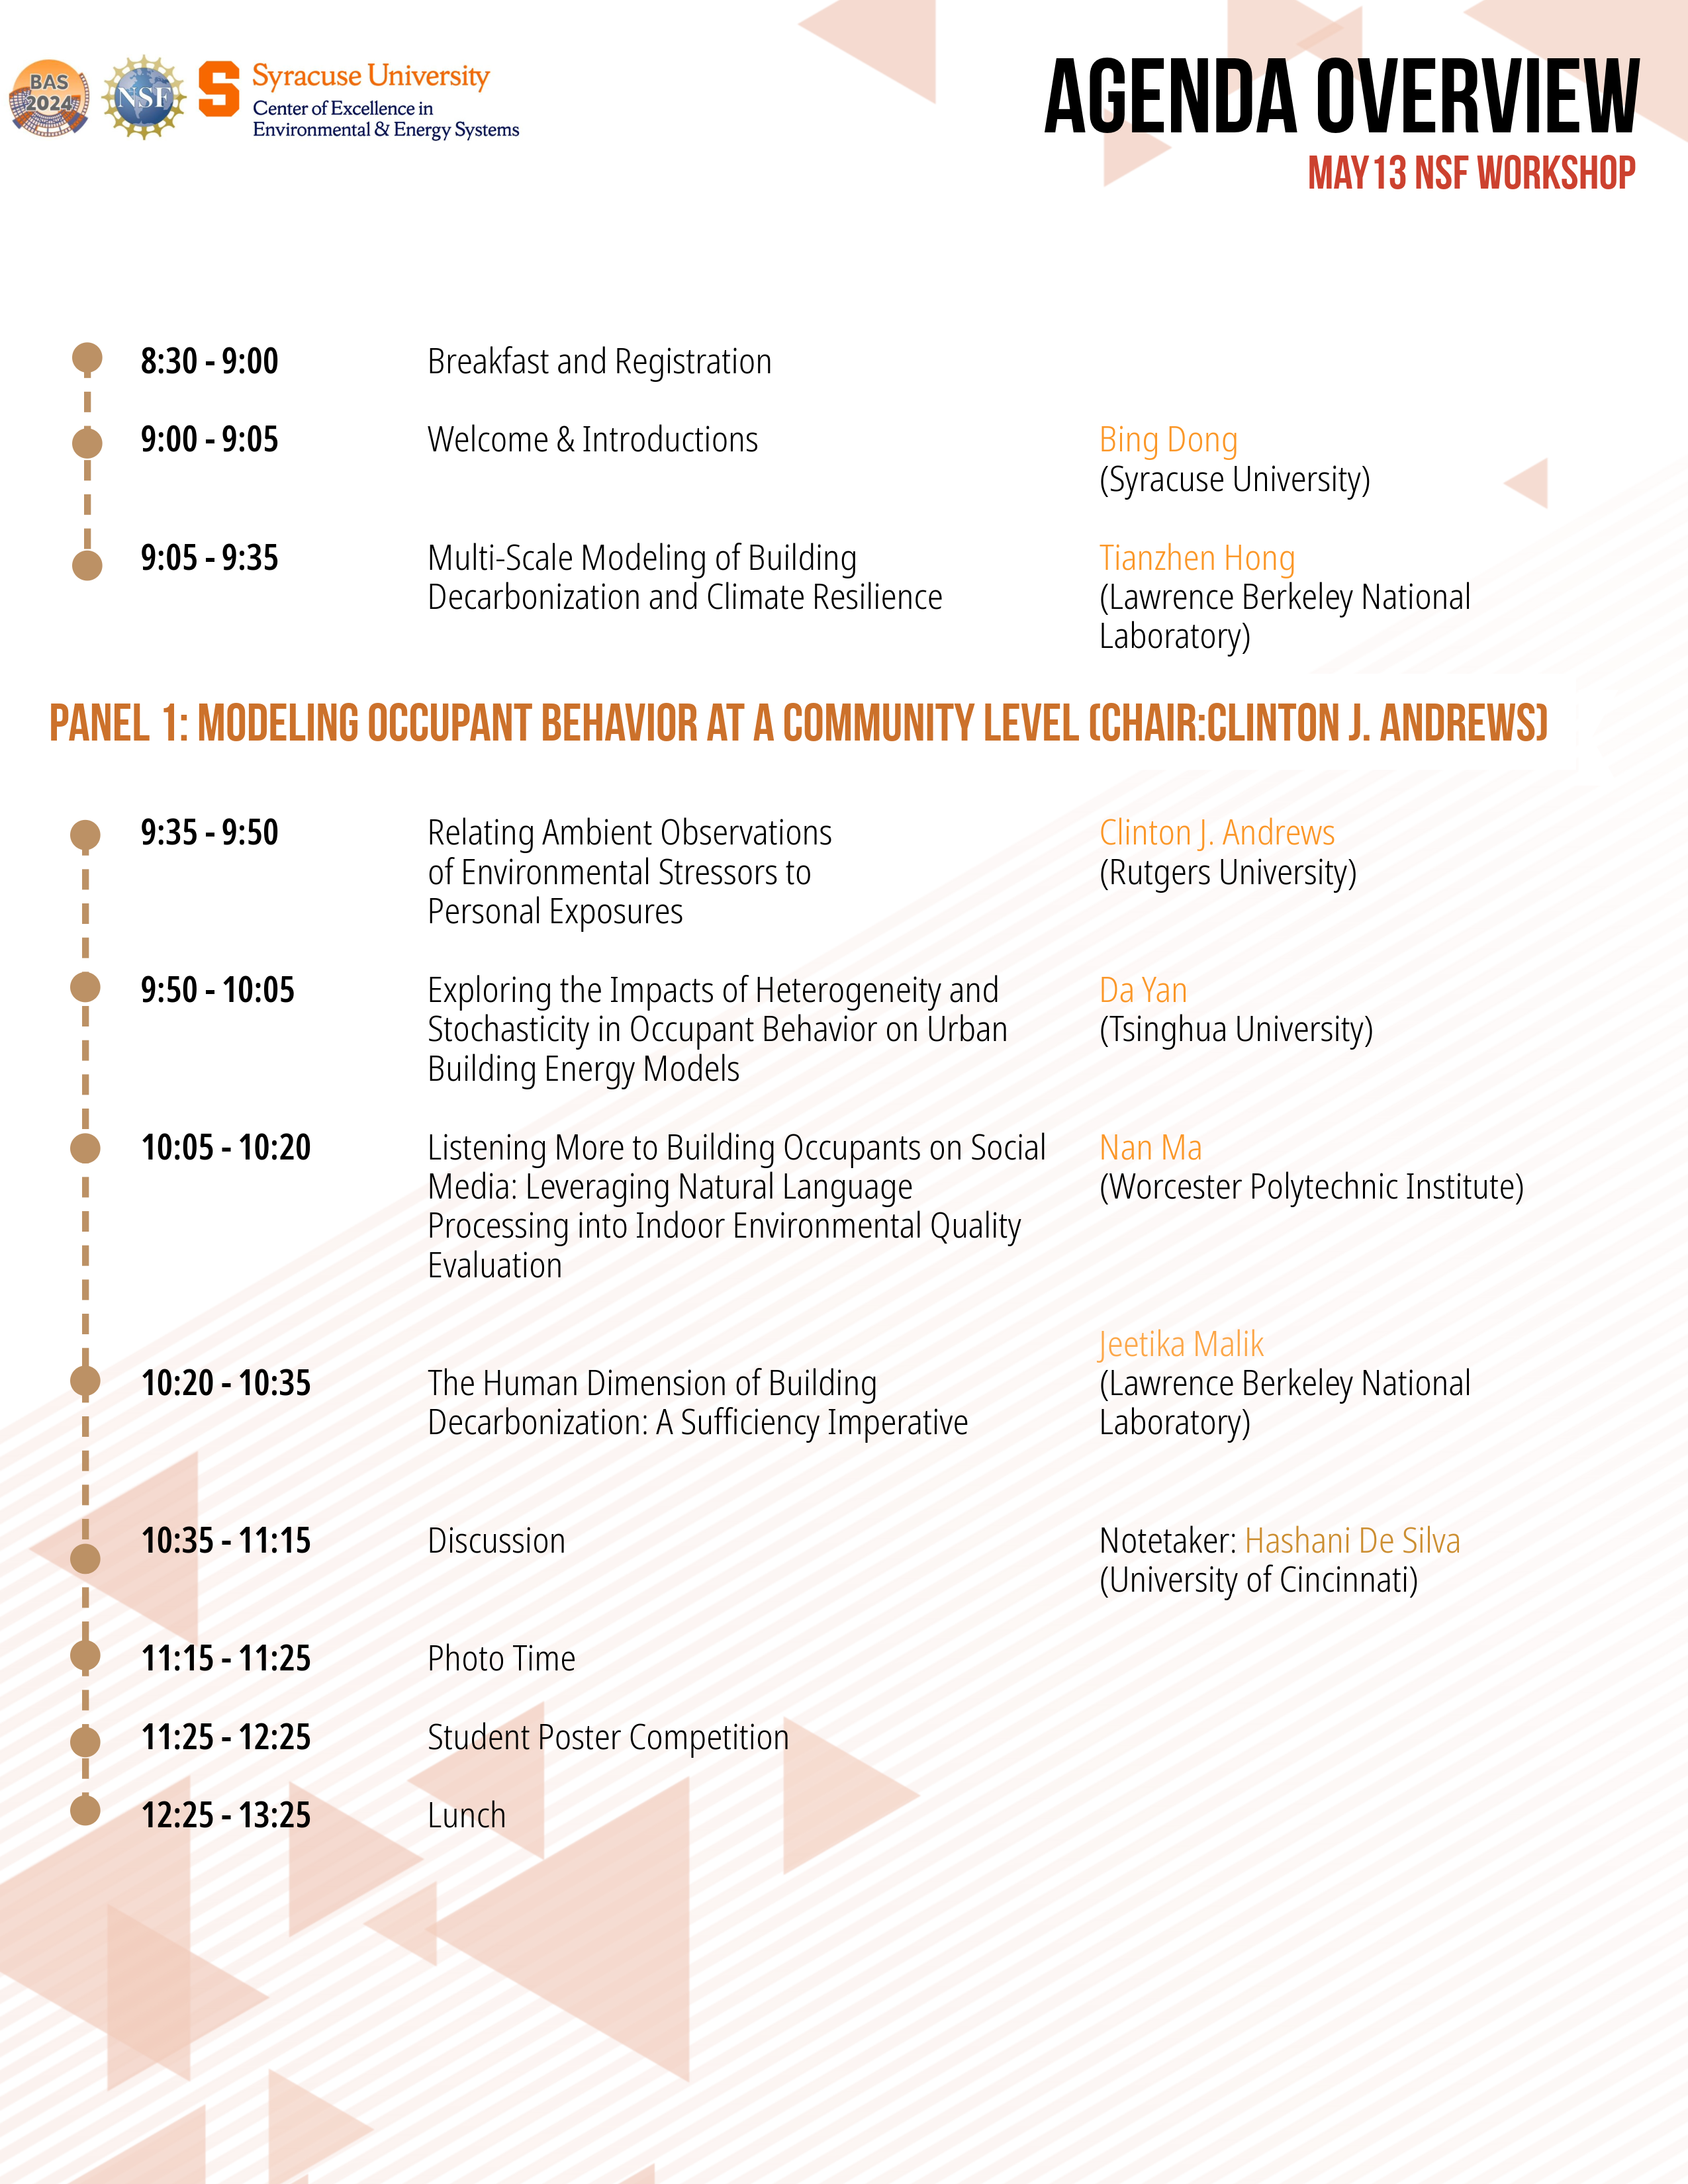 BAS
2024
NSF
S
Syracuse University
Center of Excellence in
Environmental & Energy Systems
AGENDA OVERVIEW
MAY13 NSF WORKSHOP
8:30 - 9:00 Breakfast and Registration
9:00 - 9:05 Welcome & Introductions Bing Dong
(Syracuse University)
9:05 - 9:35 Multi-Scale Modeling of Building Tianzhen Hong
Decarbonization and Climate Resilience (Lawrence Berkeley National
Laboratory)
PANEL 1: MODELING OCCUPANT BEHAVIOR AT A COMMUNITY LEVEL (CHAIR:CLINTON J. ANDREWS)
9:35 - 9:50 Relating Ambient Observations Clinton J. Andrews
of Environmental Stressors to (Rutgers University)
Personal Exposures
9:50 - 10:05 Exploring the Impacts of Heterogeneity and Da Yan
Stochasticity in Occupant Behavior on Urban (Tsinghua University)
Building Energy Models
10:05 - 10:20 Listening More to Building Occupants on Social Nan Ma
Media: Leveraging Natural Language (Worcester Polytechnic Institute)
Processing into Indoor Environmental Quality
Evaluation
Jeetika Malik
10:20 - 10:35 The Human Dimension of Building (Lawrence Berkeley National
Decarbonization: A Sufficiency Imperative Laboratory)
10:35 - 11:15 Discussion Notetaker: Hashani De Silva
(University of Cincinnati)
11:15 - 11:25 Photo Time
11:25 - 12:25 Student Poster Competition
12:25 - 13:25 Lunch